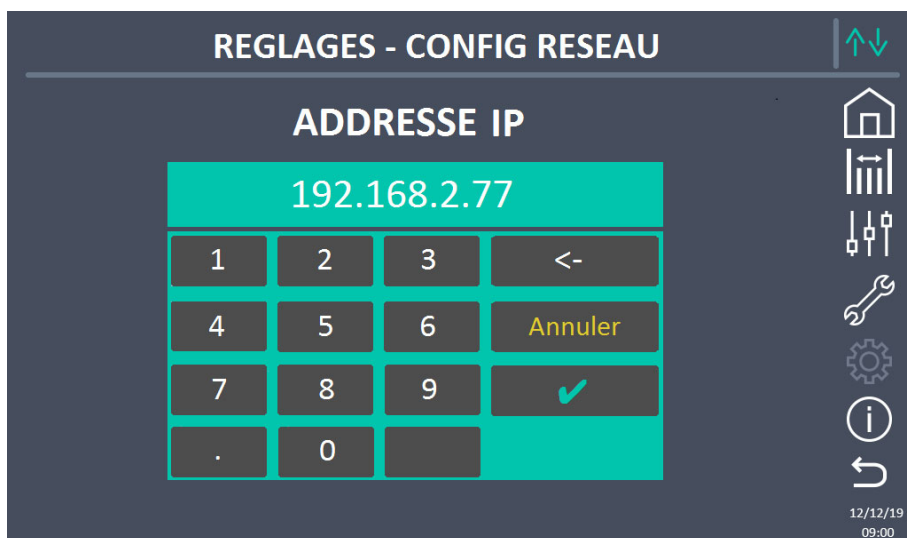 REGLAGES - CONFIG RESEAU
ADDRESSE IP
192.168.2.77
1 2 3 <-
4 5 6 Annuler
7 8 9 ✔
. 0
i
12/12/19
09:00